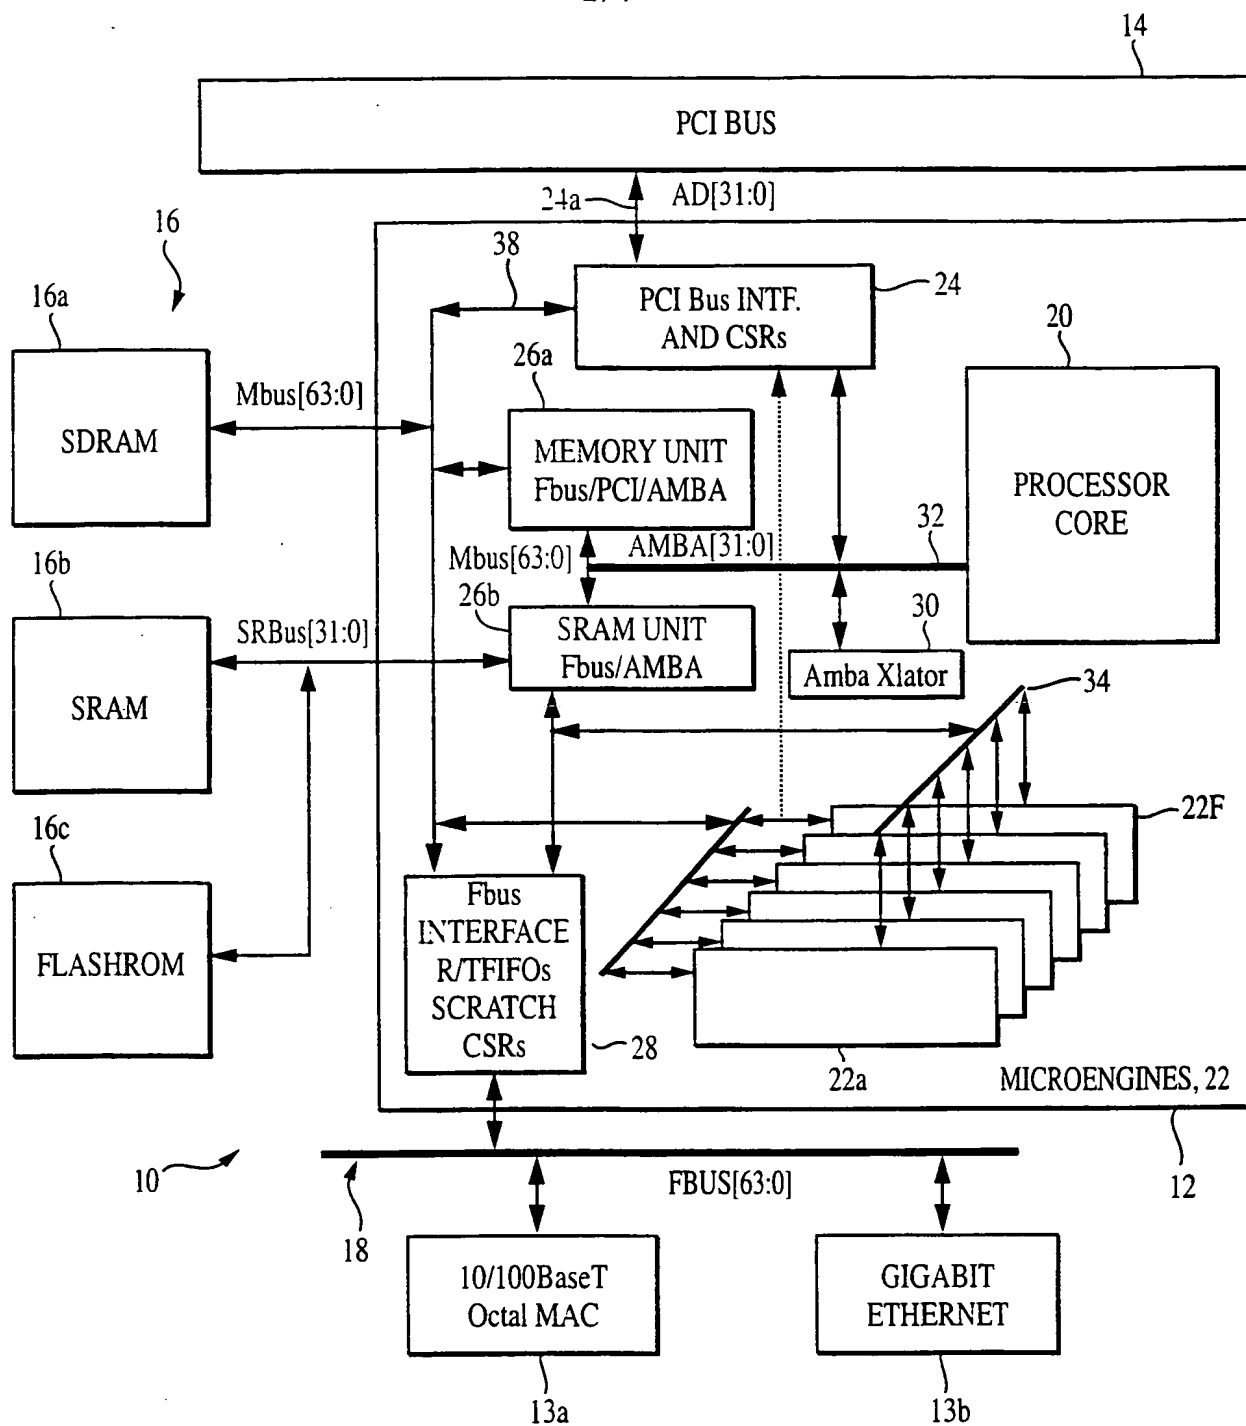 14
PCI BUS
24a
AD[31:0]
16
38
16a
PCI Bus INTF.
AND CSRs
24
20
26a
Mbus[63:0]
SDRAM
MEMORY UNIT
Fbus/PCI/AMBA
PROCESSOR
CORE
32
AMBA[31:0]
Mbus[63:0]
16b
26b
SRBus[31:0]
SRAM UNIT
Fbus/AMBA
30
Amba Xlator
SRAM
34
22F
16c
Fbus
INTERFACE
R/TFIFOs
SCRATCH
CSRs
FLASHROM
28
22a
MICROENGINES, 22
10
18
FBUS[63:0]
12
10/100BaseT
Octal MAC
GIGABIT
ETHERNET
13a
13b